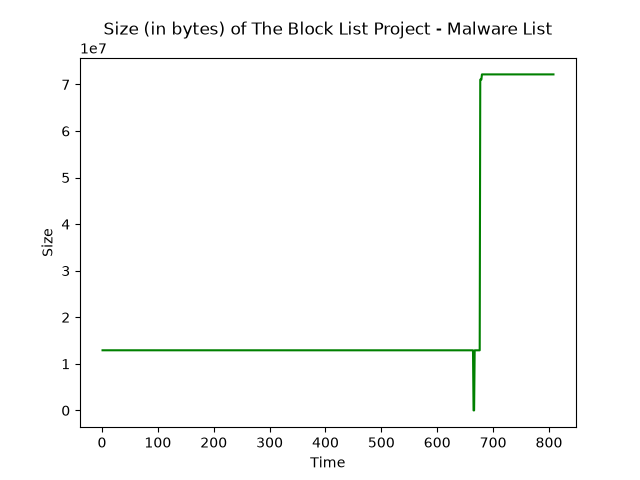 Size (in bytes) of The Block List Project - Malware List
1e7
7
6
5
4
3
2
1
0
Size
0 100 200 300 400 500 600 700 800
Time